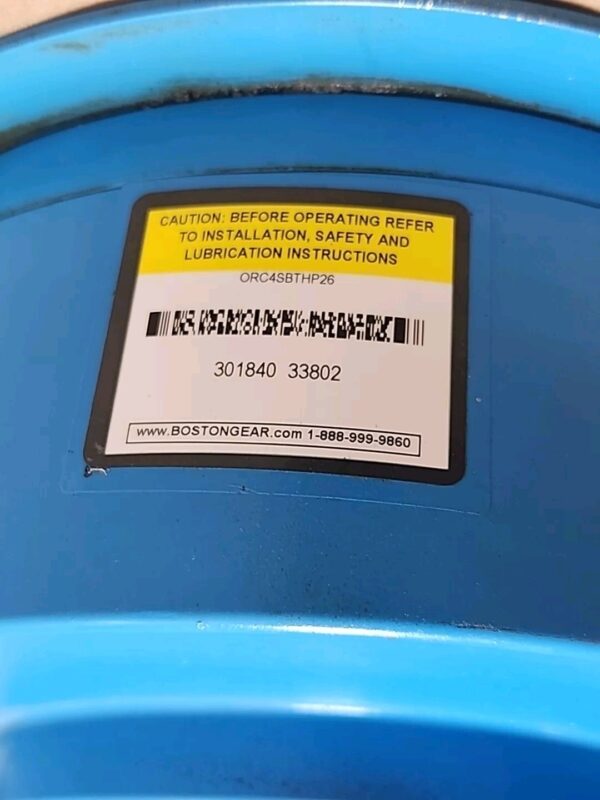 CAUTION: BEFORE OPERATING REFER
TO INSTALLATION, SAFETY AND
LUBRICATION INSTRUCTIONS
ORC4SBTHP26
301840 33802
www.BOSTONGEAR.com 1-888-999-9860